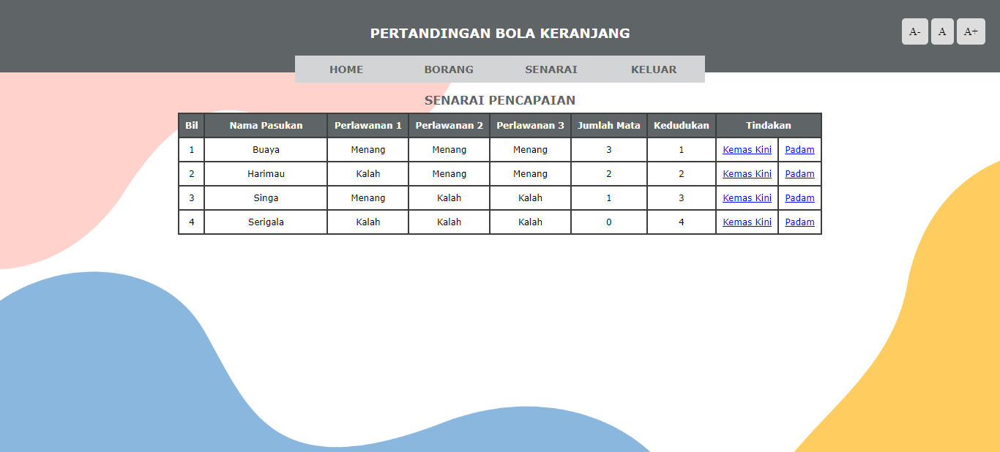 PERTANDINGAN BOLA KERANJANG
A- A A+
HOME BORANG SENARAI KELUAR
SENARAI PENCAPAIAN
Bil Nama Pasukan Perlawanan 1 Perlawanan 2 Perlawanan 3 Jumlah Mata Kedudukan Tindakan
1 Buaya Menang Menang Menang 3 1 Kemas Kini Padam
2 Harimau Kalah Menang Menang 2 2 Kemas Kini Padam
3 Singa Menang Kalah Kalah 1 3 Kemas Kini Padam
4 Serigala Kalah Kalah Kalah 0 4 Kemas Kini Padam